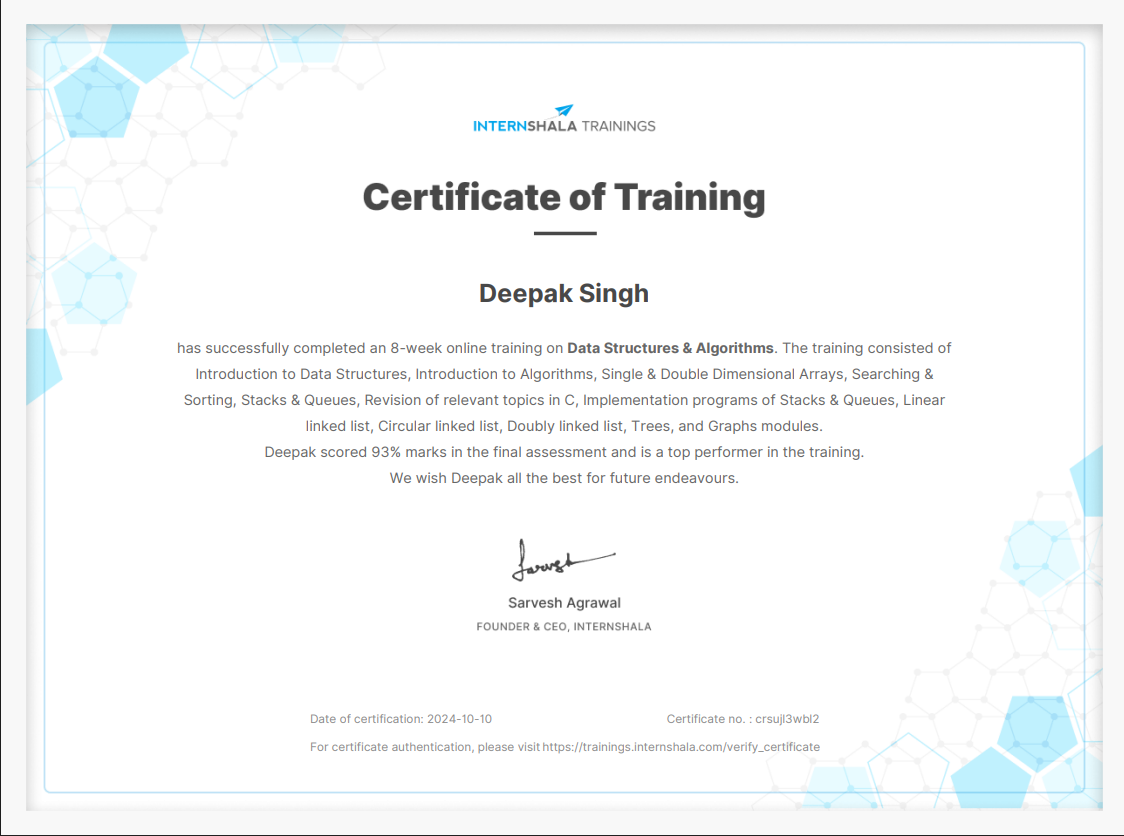 INTERNSHALA TRAININGS
Certificate of Training
Deepak Singh
has successfully completed an 8-week online training on Data Structures & Algorithms. The training consisted of
Introduction to Data Structures, Introduction to Algorithms, Single & Double Dimensional Arrays, Searching &
Sorting, Stacks & Queues, Revision of relevant topics in C, Implementation programs of Stacks & Queues, Linear
linked list, Circular linked list, Doubly linked list, Trees, and Graphs modules.
Deepak scored 93% marks in the final assessment and is a top performer in the training.
We wish Deepak all the best for future endeavours.
Sarvesh
Sarvesh Agrawal
FOUNDER & CEO, INTERNSHALA
Date of certification: 2024-10-10 Certificate no. : crsujl3wbl2
For certificate authentication, please visit https://trainings.internshala.com/verify_certificate